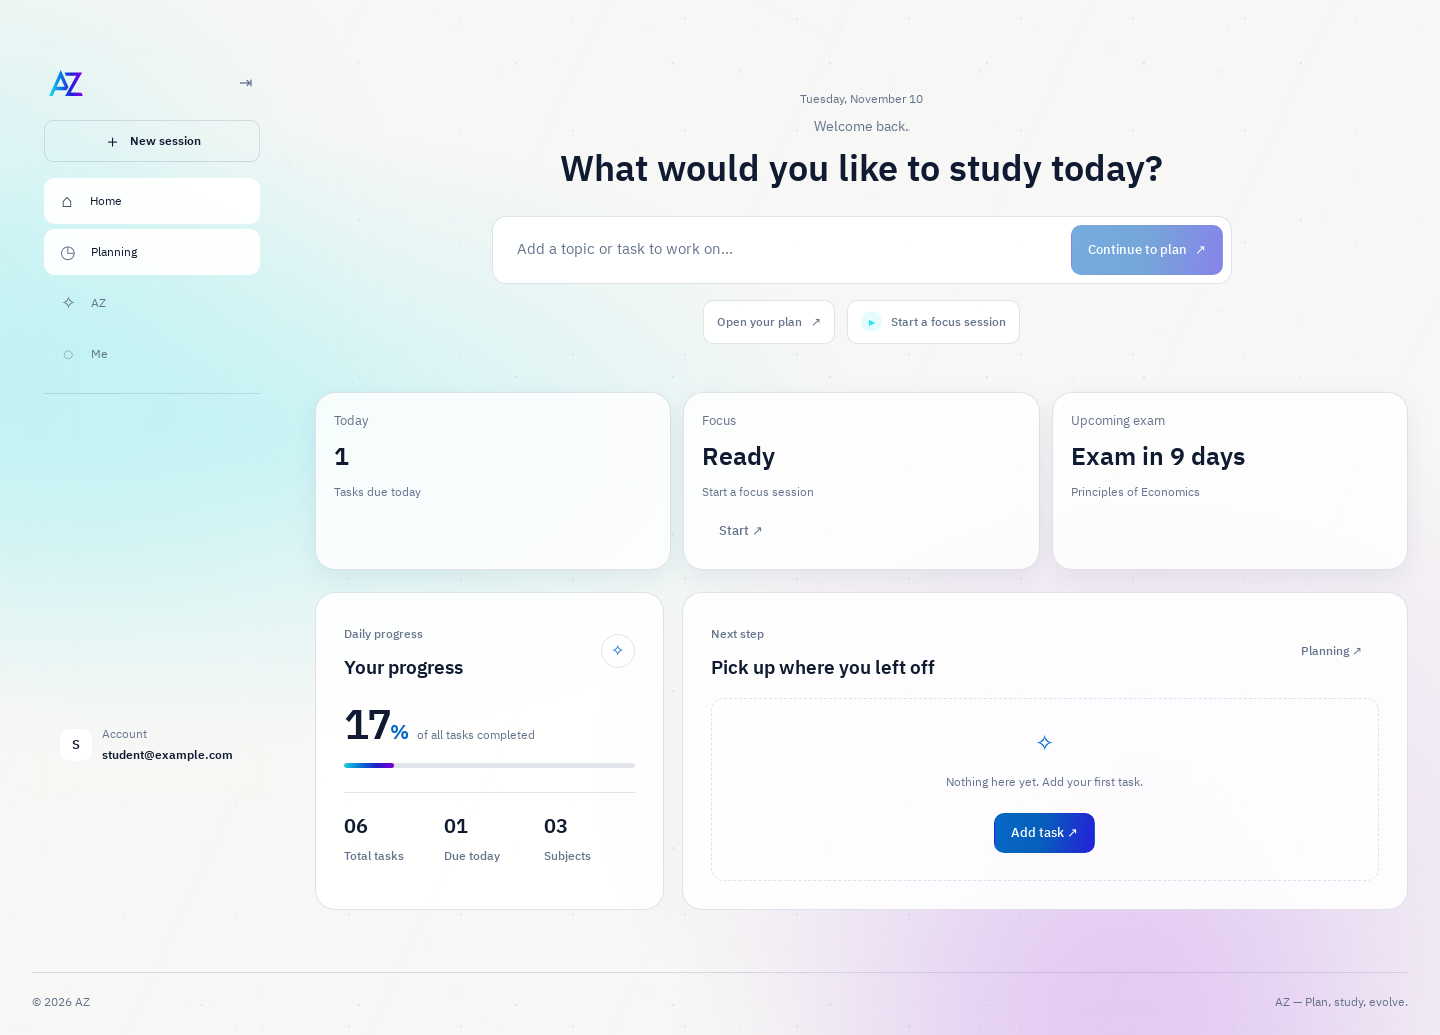 AZ
New session
Home
Planning
AZ
Me
S
Account
student@example.com
Tuesday, November 10
Welcome back.
What would you like to study today?
Add a topic or task to work on...
Continue to plan ↗
Open your plan ↗
Start a focus session
Today
1
Tasks due today
Focus
Ready
Start a focus session
Start ↗
Upcoming exam
Exam in 9 days
Principles of Economics
Daily progress
Your progress
17% of all tasks completed
06
Total tasks
01
Due today
03
Subjects
Next step
Pick up where you left off
Planning ↗
Nothing here yet. Add your first task.
Add task ↗
© 2026 AZ
AZ — Plan, study, evolve.